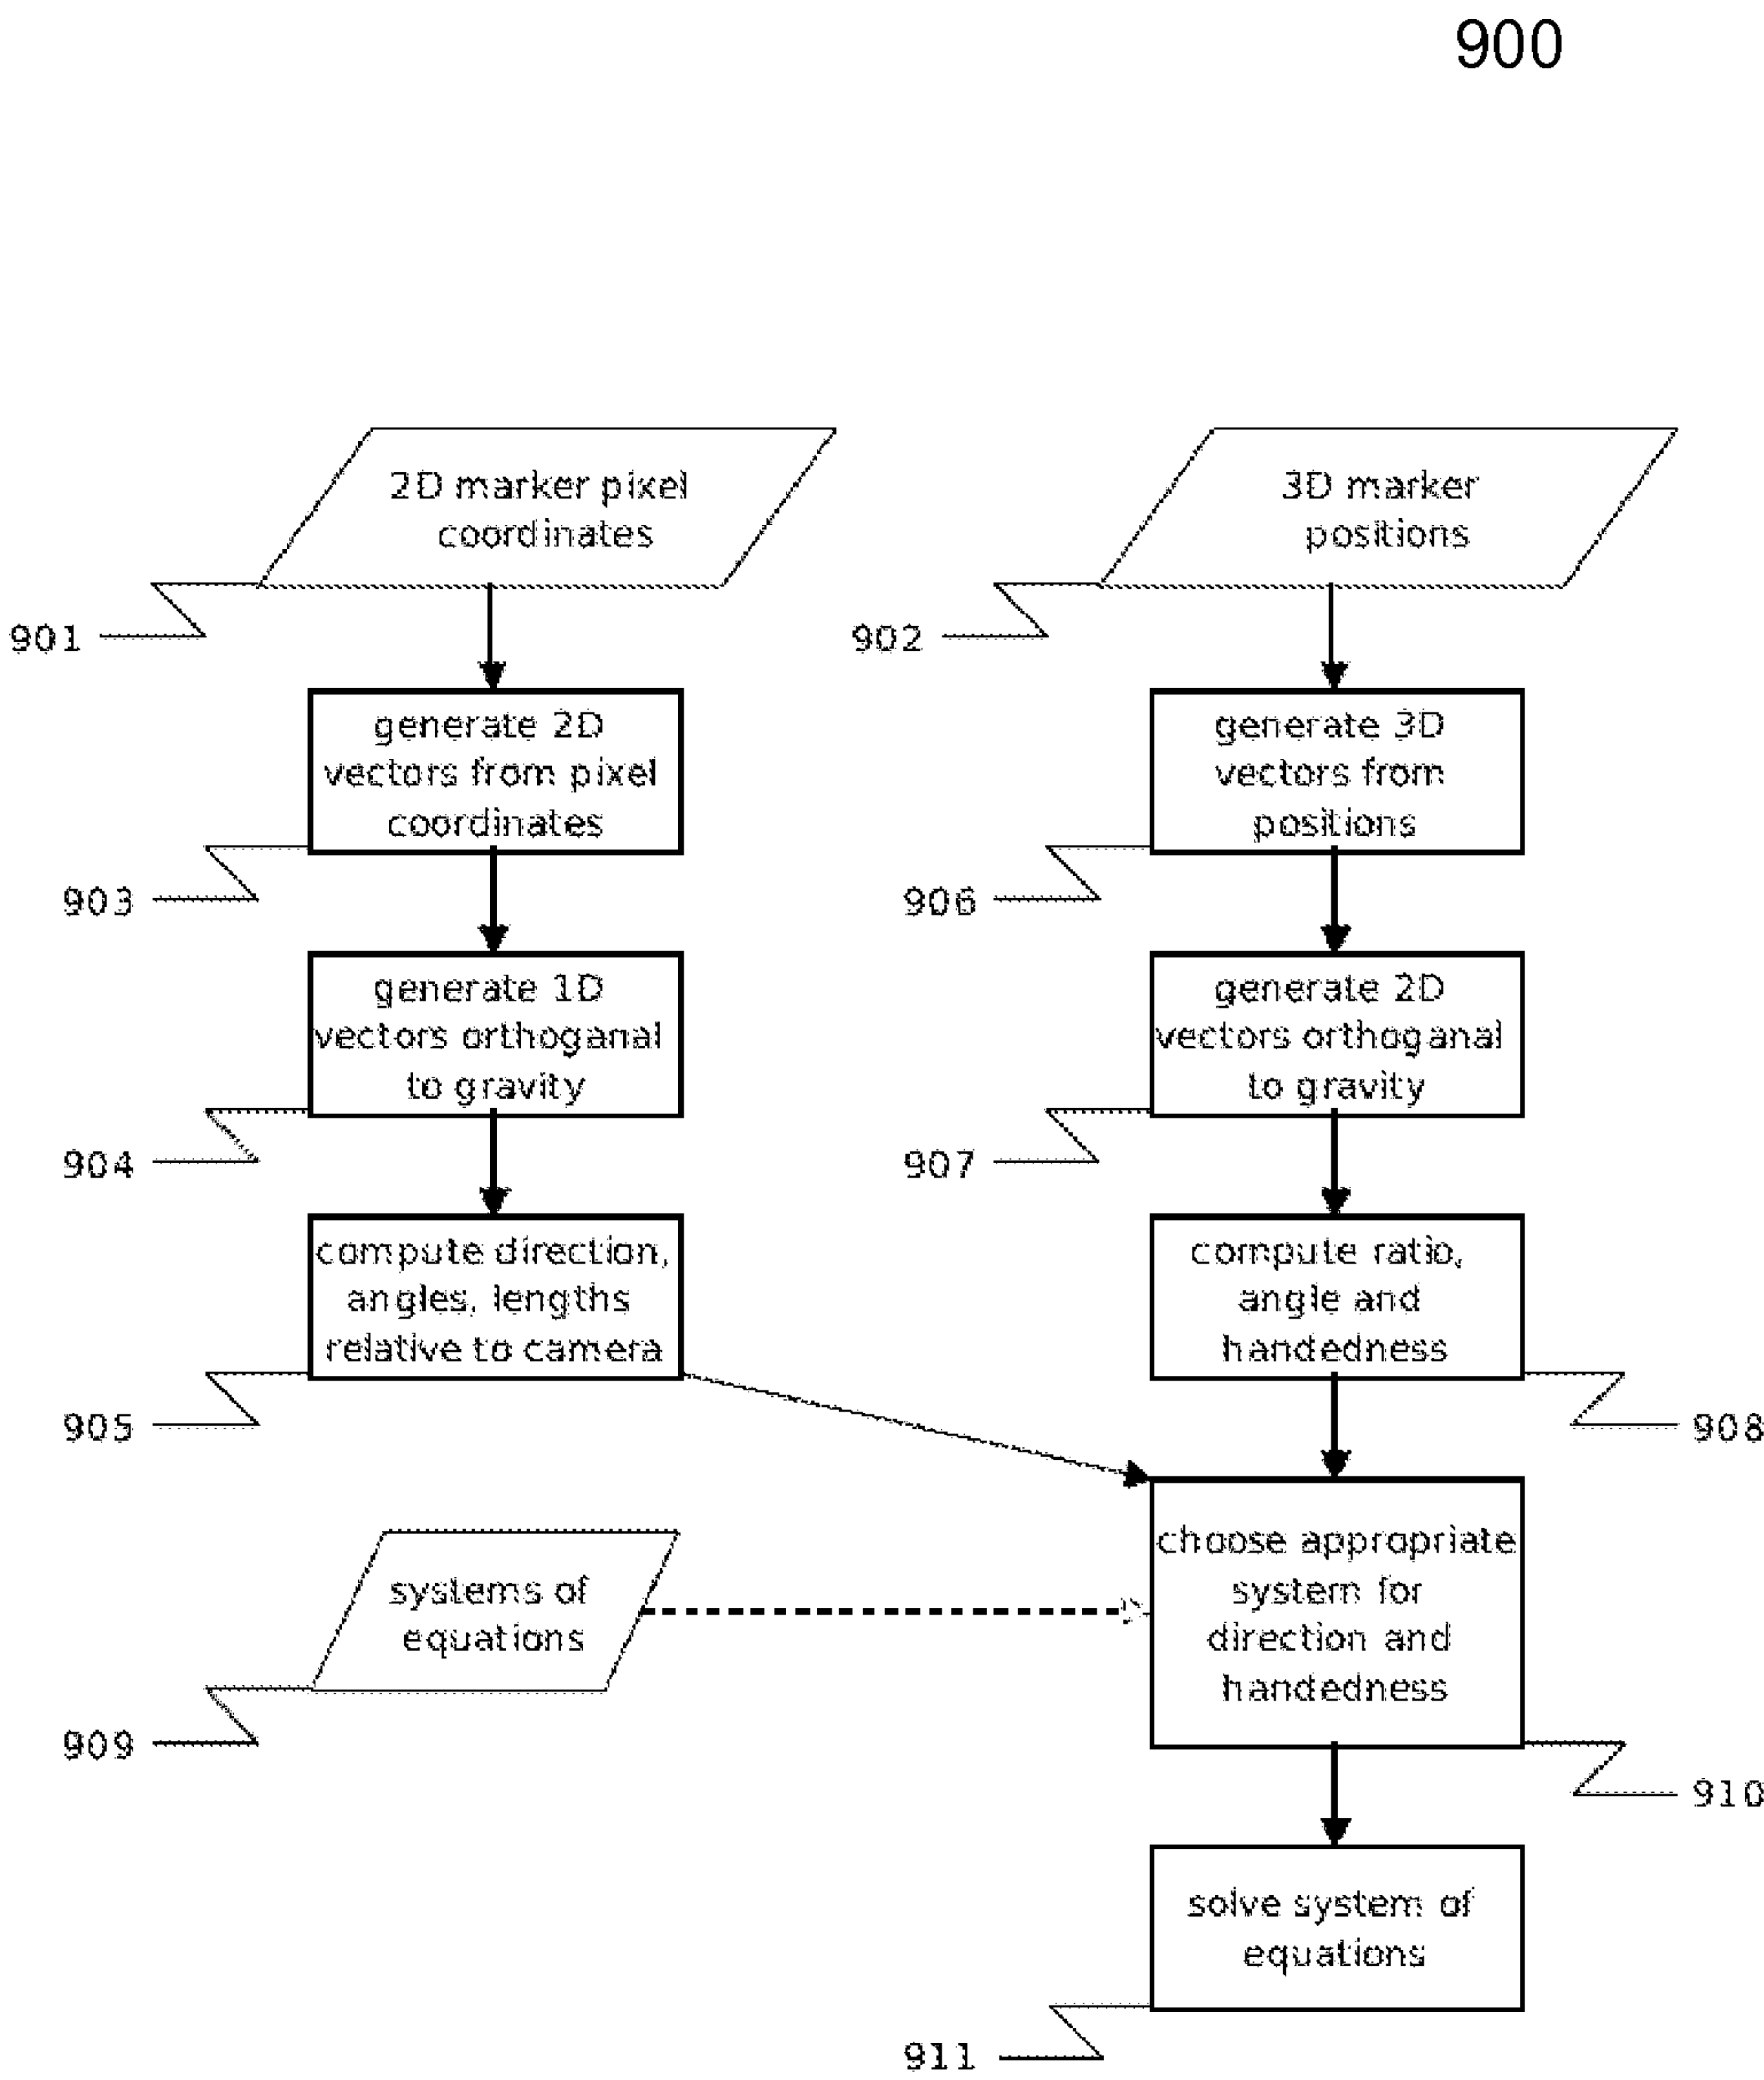 900
2D marker pixel
coordinates
901
3D marker
positions
902
generate 2D
vectors from pixel
coordinates
903
generate 3D
vectors from
positions
906
generate 1D
vectors orthoganal
to gravity
904
generate 2D
vectors orthoganal
to gravity
907
compute direction,
angles, lengths
relative to camera
905
compute ratio,
angle and
handedness
908
systems of
equations
909
choose appropriate
system for
direction and
handedness
910
solve system of
equations
911